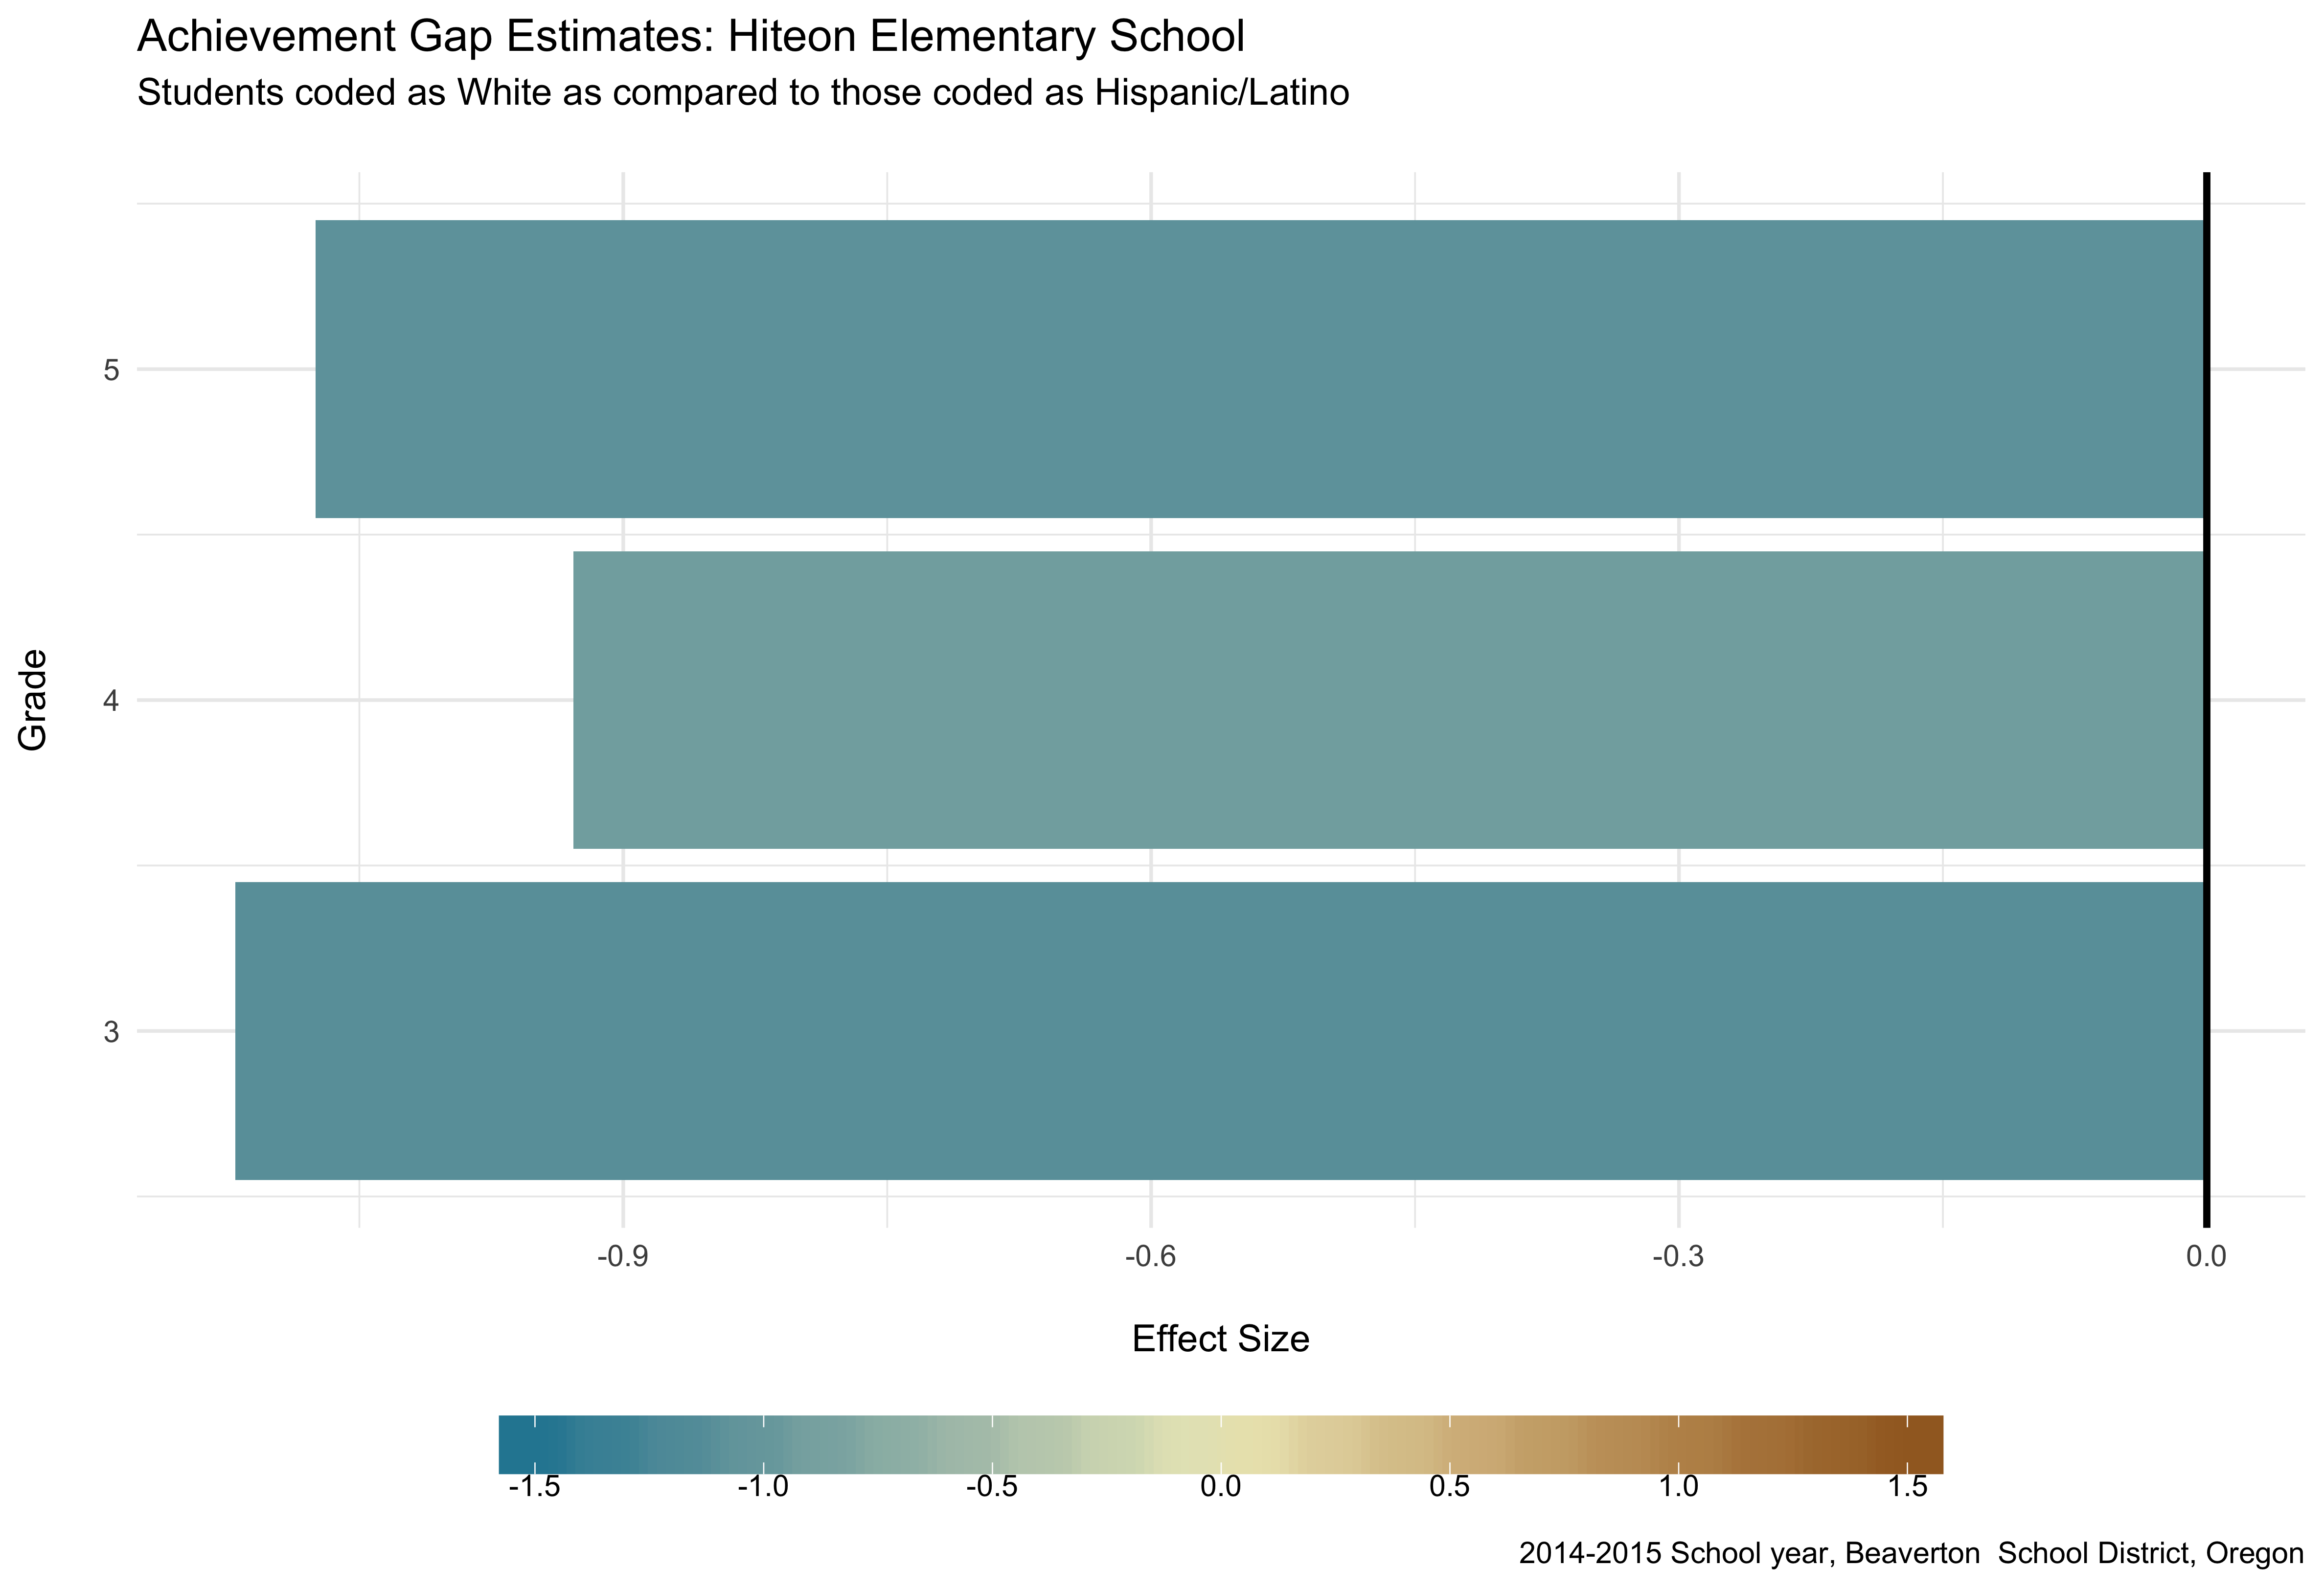 Achievement Gap Estimates: Hiteon Elementary School
Students coded as White as compared to those coded as Hispanic/Latino
5
4
3
Grade
-0.9 -0.6 -0.3 0.0
Effect Size
-1.5 -1.0 -0.5 0.0 0.5 1.0 1.5
2014-2015 School year, Beaverton  School District, Oregon